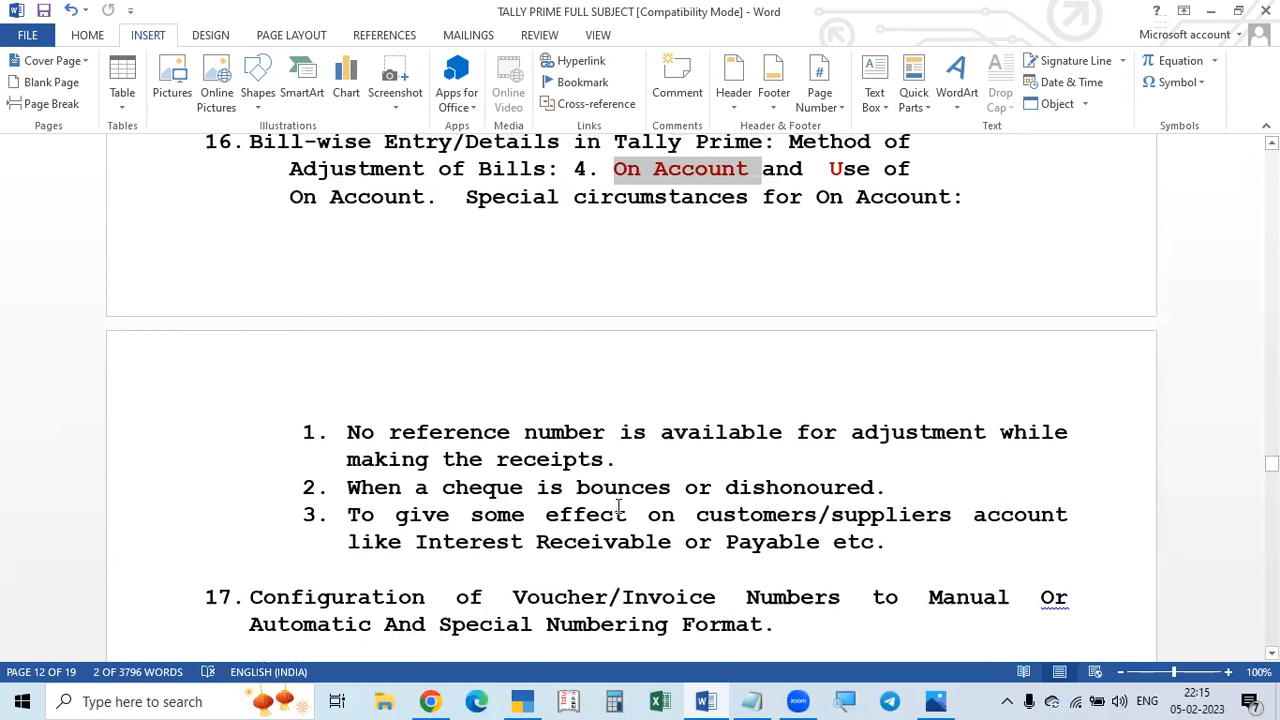 TALLY PRIME FULL SUBJECT [Compatibility Mode] - Word
FILE HOME INSERT DESIGN PAGE LAYOUT REFERENCES MAILINGS REVIEW VIEW Microsoft account
Cover Page
Blank Page
Page Break
Table
Pictures
Online Pictures
Shapes
SmartArt
Chart
Screenshot
Apps for Office
Online Video
Hyperlink
Bookmark
Cross-reference
Comment
Header
Footer
Page Number
Text Box
Quick Parts
WordArt
Drop Cap
Signature Line
Date & Time
Object
Equation
Symbol
Pages Tables Illustrations Apps Media Links Comments Header & Footer Text Symbols
16. Bill-wise Entry/Details in Tally Prime: Method of
Adjustment of Bills: 4. On Account and Use of
On Account. Special circumstances for On Account:
1. No reference number is available for adjustment while
making the receipts.
2. When a cheque is bounces or dishonoured.
3. To give some effect on customers/suppliers account
like Interest Receivable or Payable etc.
17. Configuration of Voucher/Invoice Numbers to Manual Or
Automatic And Special Numbering Format.
PAGE 12 OF 19 2 OF 3796 WORDS ENGLISH (INDIA) 100%
Type here to search
ENG
22:15
05-02-2023